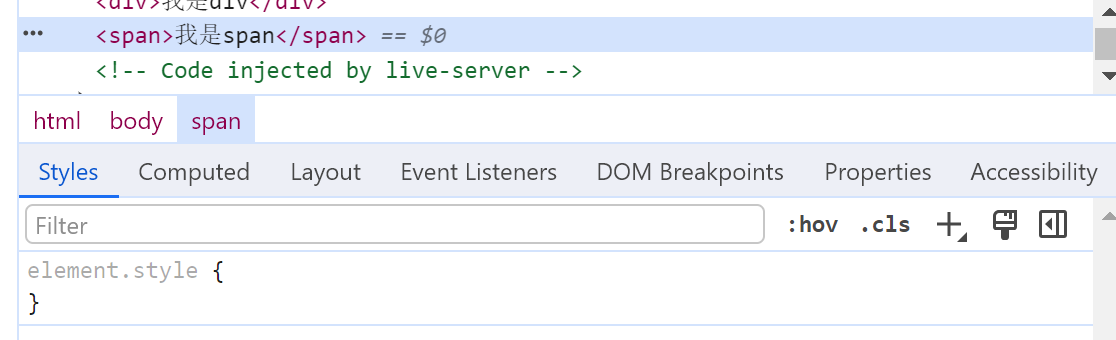 <div>我是div</div>
••• <span>我是span</span> == $0
<!-- Code injected by live-server -->
html body span
Styles Computed Layout Event Listeners DOM Breakpoints Properties Accessibility
Filter :hov .cls
element.style {
}